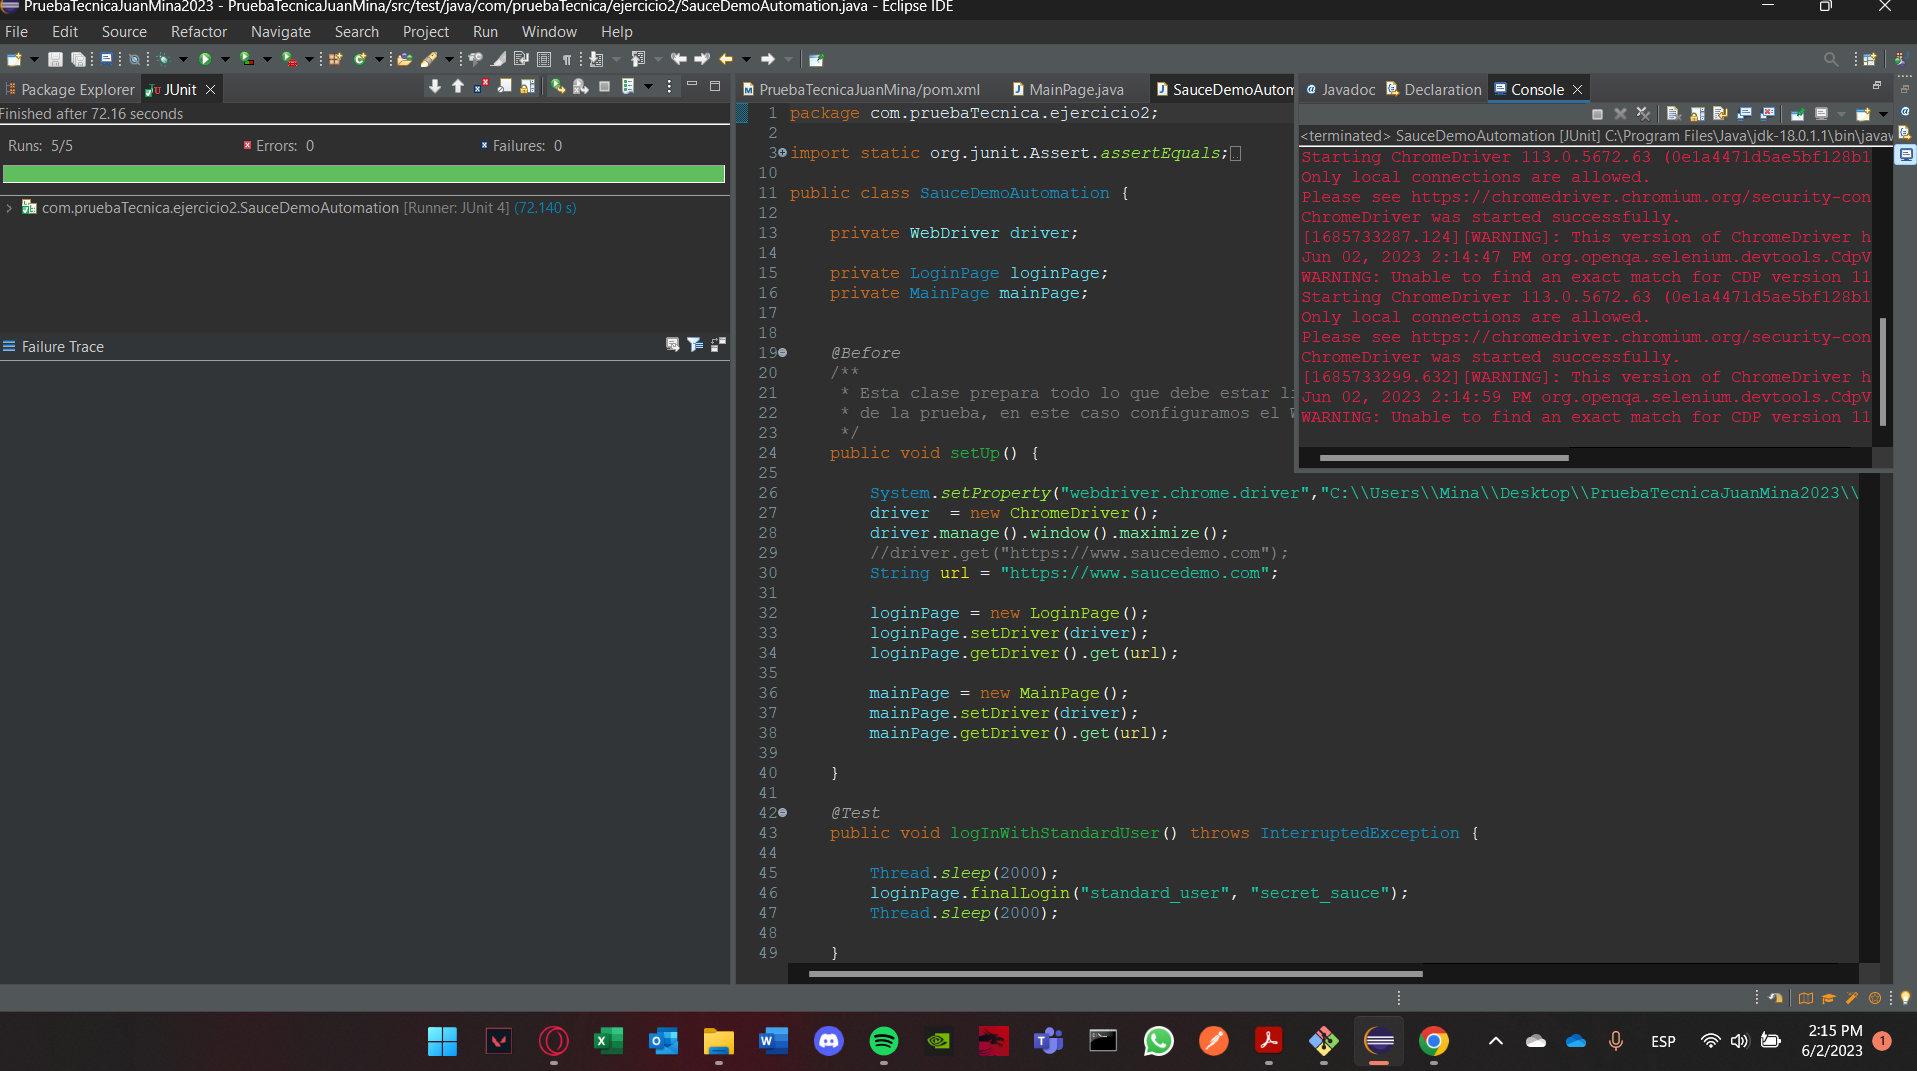 PruebaTecnicaJuanMina2023 - PruebaTecnicaJuanMina/src/test/java/com/pruebaTecnica/ejercicio2/SauceDemoAutomation.java - Eclipse IDE
File Edit Source Refactor Navigate Search Project Run Window Help
Package Explorer JUnit
Finished after 72.16 seconds
Runs: 5/5 Errors: 0 Failures: 0
com.pruebaTecnica.ejercicio2.SauceDemoAutomation [Runner: JUnit 4] (72.140 s)
Failure Trace
PruebaTecnicaJuanMina/pom.xml MainPage.java SauceDemoAutom
1 package com.pruebaTecnica.ejercicio2;
2
3 import static org.junit.Assert.assertEquals;
10
11 public class SauceDemoAutomation {
12
13 private WebDriver driver;
14
15 private LoginPage loginPage;
16 private MainPage mainPage;
17
18
19 @Before
20 /**
21 * Esta clase prepara todo lo que debe estar li
22 * de la prueba, en este caso configuramos el W
23 */
24 public void setUp() {
25
26 System.setProperty("webdriver.chrome.driver","C:\\Users\\Mina\\Desktop\\PruebaTecnicaJuanMina2023\\
27 driver  = new ChromeDriver();
28 driver.manage().window().maximize();
29 //driver.get("https://www.saucedemo.com");
30 String url = "https://www.saucedemo.com";
31
32 loginPage = new LoginPage();
33 loginPage.setDriver(driver);
34 loginPage.getDriver().get(url);
35
36 mainPage = new MainPage();
37 mainPage.setDriver(driver);
38 mainPage.getDriver().get(url);
39
40 }
41
42 @Test
43 public void logInWithStandardUser() throws InterruptedException {
44
45 Thread.sleep(2000);
46 loginPage.finalLogin("standard_user", "secret_sauce");
47 Thread.sleep(2000);
48
49 }
Javadoc Declaration Console
<terminated> SauceDemoAutomation [JUnit] C:\Program Files\Java\jdk-18.0.1.1\bin\javaw
Starting ChromeDriver 113.0.5672.63 (0e1a4471d5ae5bf128b1
Only local connections are allowed.
Please see https://chromedriver.chromium.org/security-con
ChromeDriver was started successfully.
[1685733287.124][WARNING]: This version of ChromeDriver h
Jun 02, 2023 2:14:47 PM org.openqa.selenium.devtools.CdpV
WARNING: Unable to find an exact match for CDP version 11
Starting ChromeDriver 113.0.5672.63 (0e1a4471d5ae5bf128b1
Only local connections are allowed.
Please see https://chromedriver.chromium.org/security-con
ChromeDriver was started successfully.
[1685733299.632][WARNING]: This version of ChromeDriver h
Jun 02, 2023 2:14:59 PM org.openqa.selenium.devtools.CdpV
WARNING: Unable to find an exact match for CDP version 11
ESP
2:15 PM
6/2/2023
1